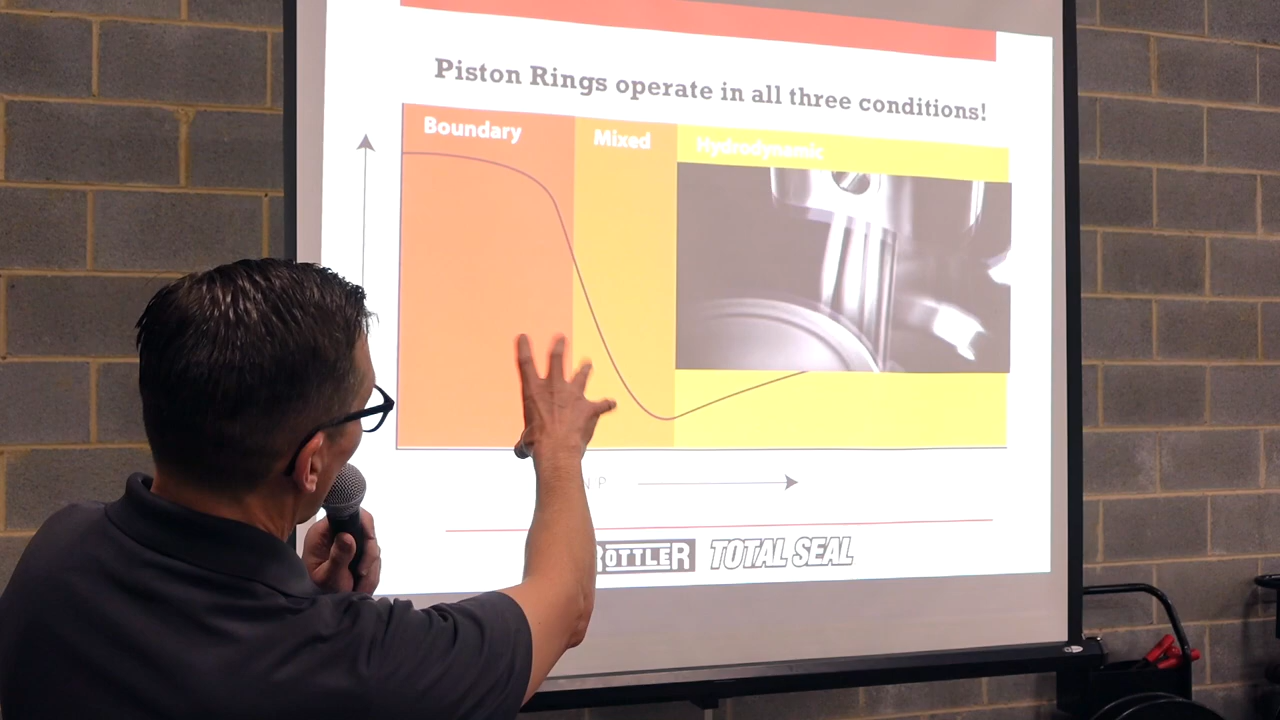 Piston Rings operate in all three conditions!
Boundary Mixed Hydrodynamic
N P
ROTTLER TOTAL SEAL